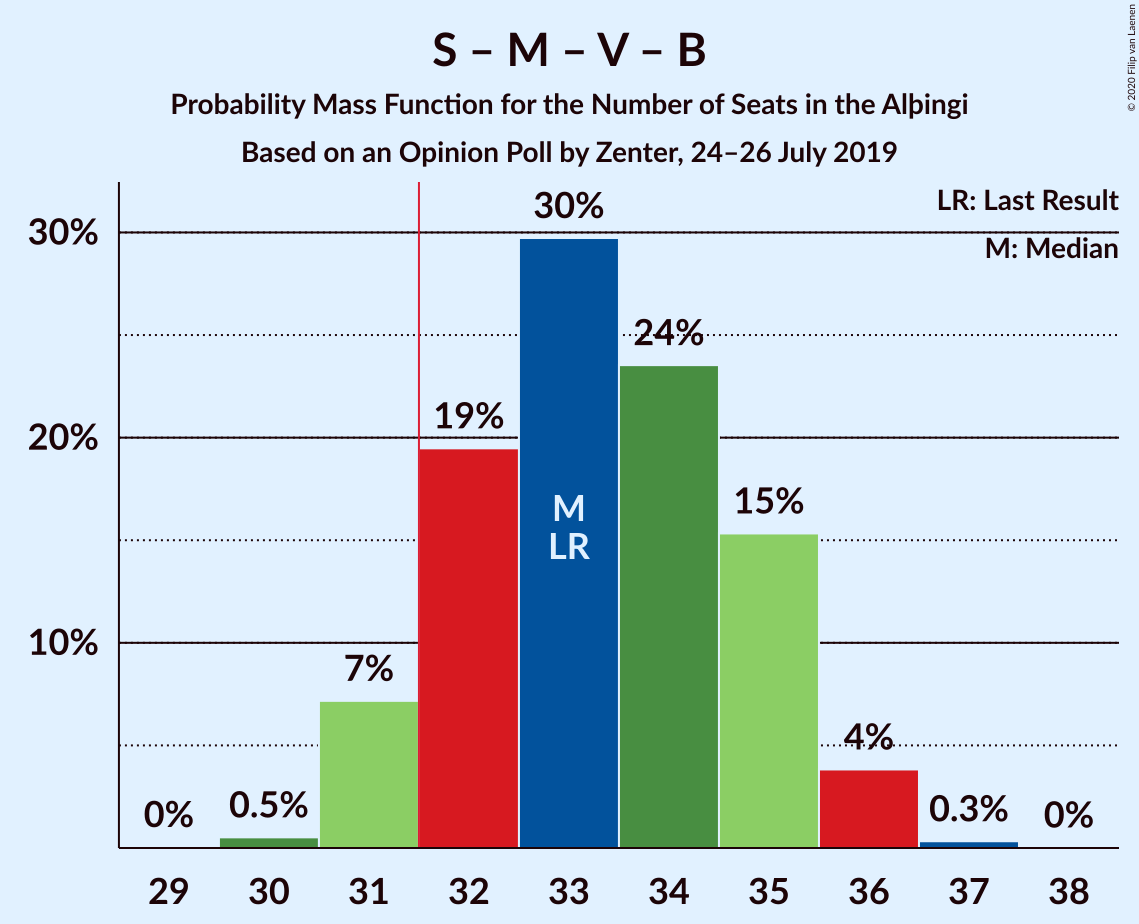 S – M – V – B
Probability Mass Function for the Number of Seats in the Alþingi
Based on an Opinion Poll by Zenter, 24–26 July 2019
© 2020 Filip van Laenen
LR: Last Result
M: Median
30%
20%
10%
0%
0.5%
7%
19%
30%
24%
15%
4%
0.3%
0%
M
LR
29 30 31 32 33 34 35 36 37 38